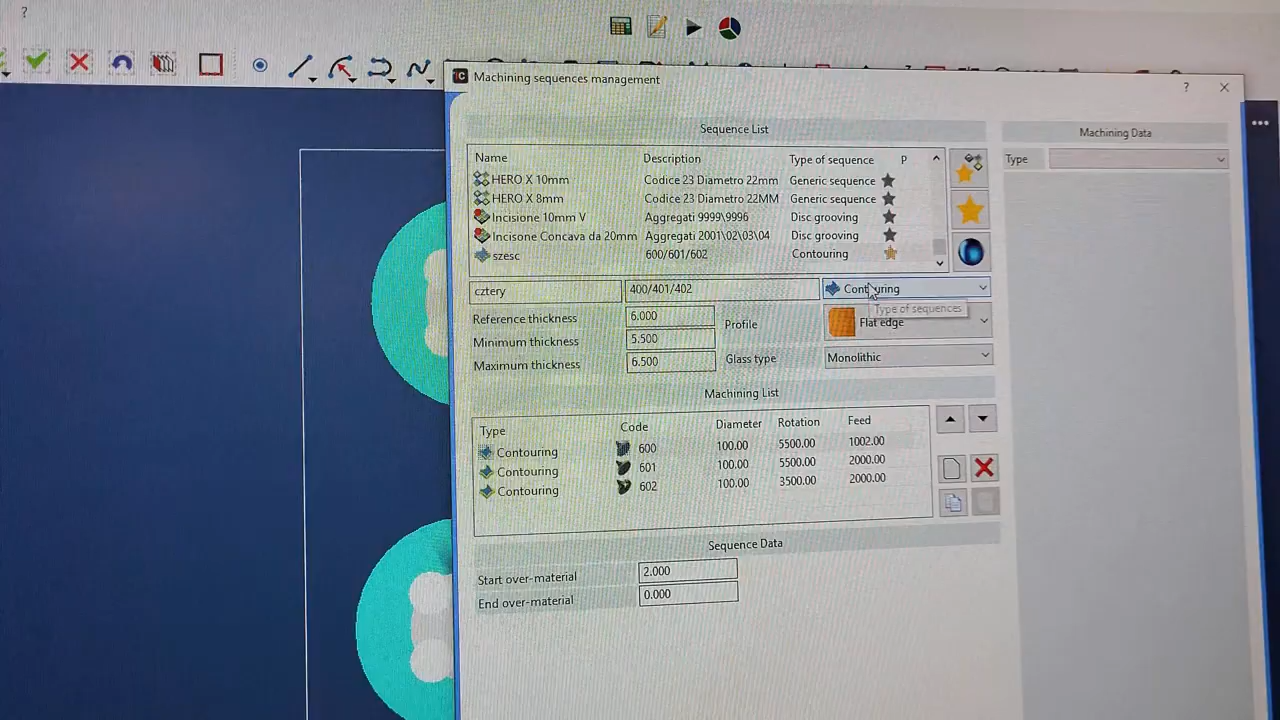 ?
Machining sequences management
?
Sequence List
Machining Data
Name Description Type of sequence P
Type
HERO X 10mm Codice 23 Diametro 22mm Generic sequence
HERO X 8mm Codice 23 Diametro 22MM Generic sequence
Incisione 10mm V Aggregati 9999\9996 Disc grooving
Incisone Concava da 20mm Aggregati 2001\02\03\04 Disc grooving
szesc 600/601/602 Contouring
cztery 400/401/402 Contouring
Type of sequences
Reference thickness 6.000 Profile Flat edge
Minimum thickness 5.500
Maximum thickness 6.500 Glass type Monolithic
Machining List
Type Code Diameter Rotation Feed
Contouring 600 100.00 5500.00 1002.00
Contouring 601 100.00 5500.00 2000.00
Contouring 602 100.00 3500.00 2000.00
Sequence Data
Start over-material 2.000
End over-material 0.000